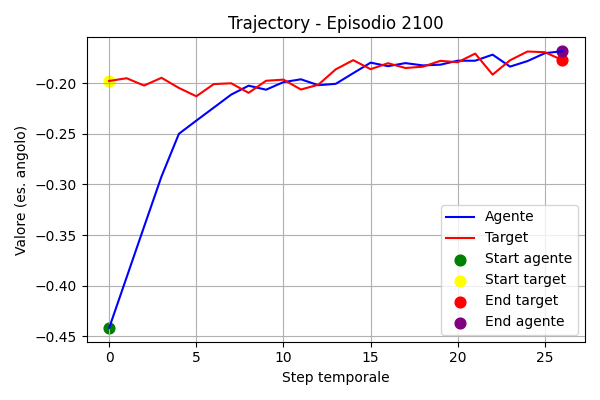 Trajectory - Episodio 2100
Valore (es. angolo)
−0.20
−0.25
−0.30
−0.35
−0.40
−0.45
0
5
10
15
20
25
Step temporale
Agente
Target
Start agente
Start target
End target
End agente